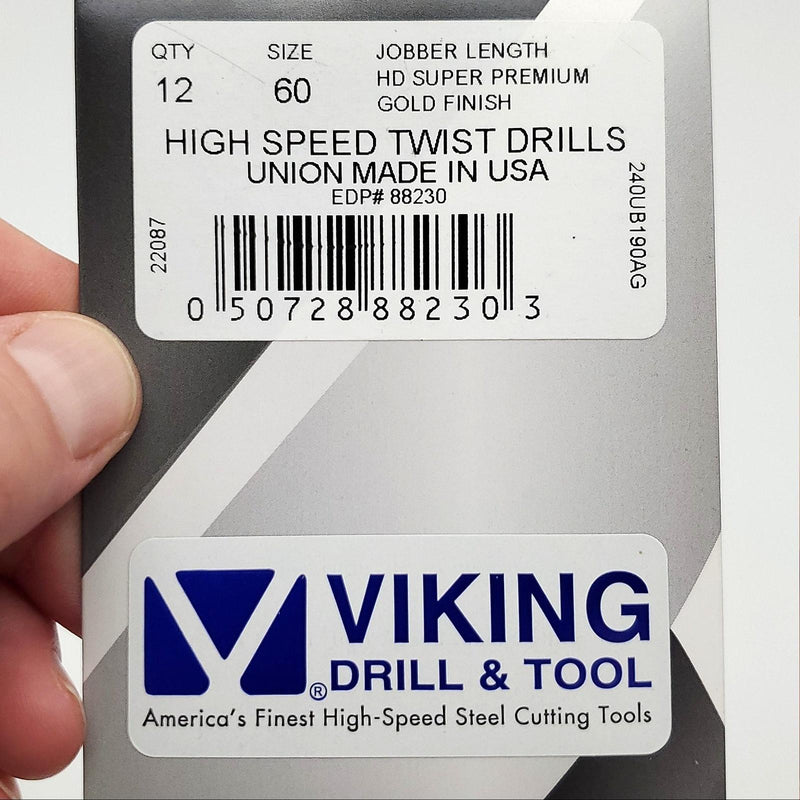 QTY SIZE JOBBER LENGTH
12 60 HD SUPER PREMIUM
GOLD FINISH
HIGH SPEED TWIST DRILLS
UNION MADE IN USA
EDP# 88230
22087
240UB190AG
0 50728 88230 3
VIKING
DRILL & TOOL
®
America's Finest High-Speed Steel Cutting Tools